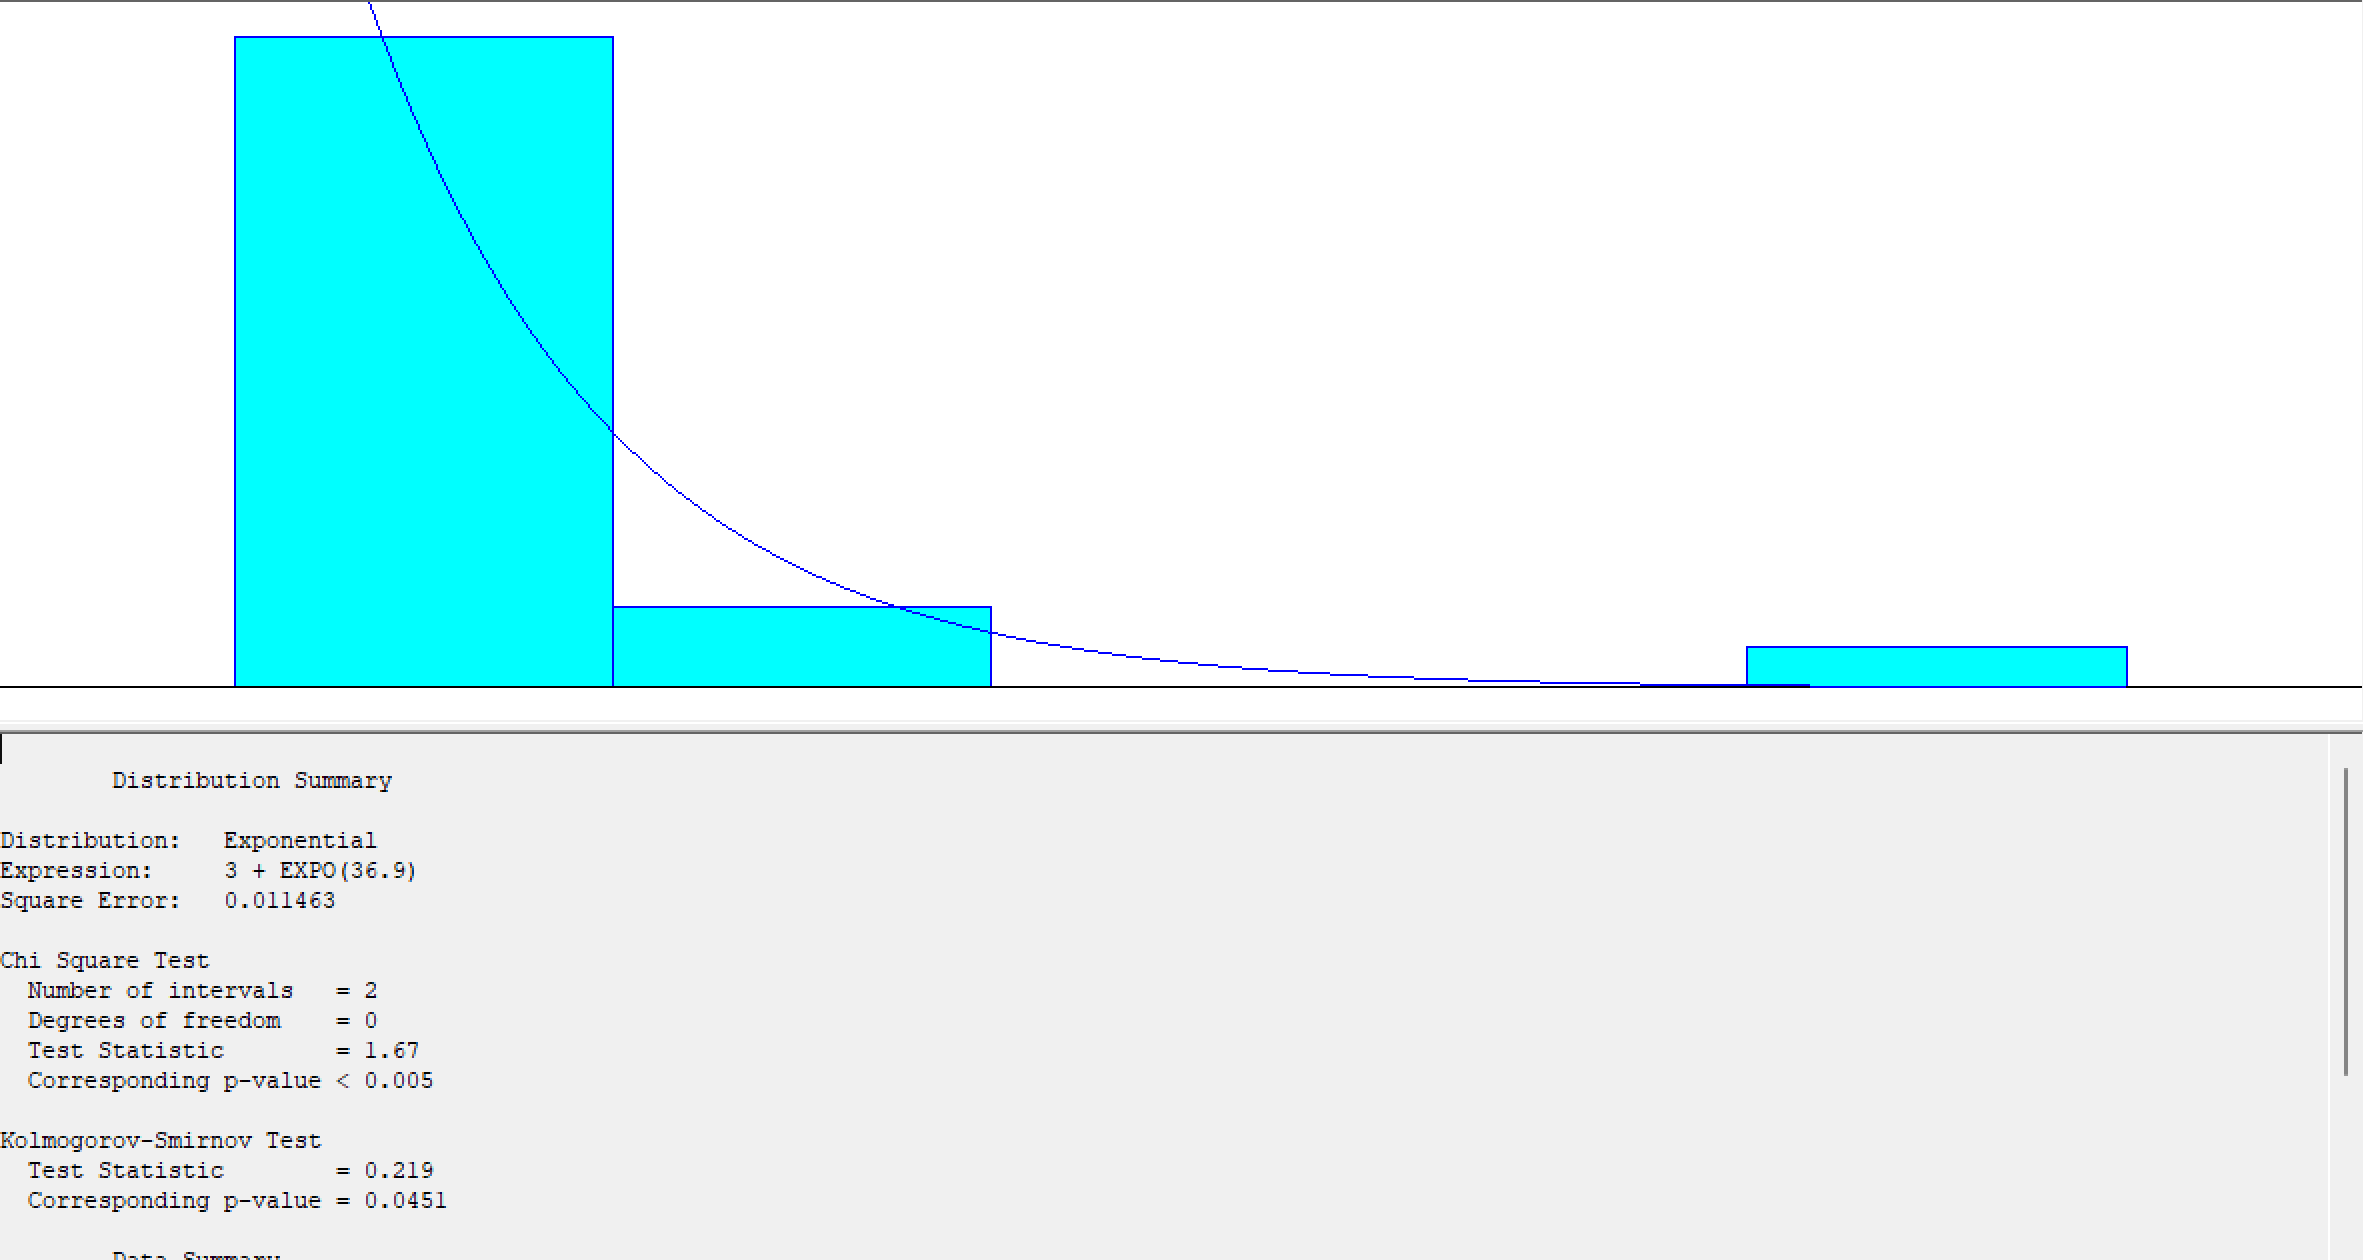 Distribution Summary
Distribution: Exponential
Expression: 3 + EXPO(36.9)
Square Error: 0.011463
Chi Square Test
Number of intervals = 2
Degrees of freedom = 0
Test Statistic = 1.67
Corresponding p-value < 0.005
Kolmogorov-Smirnov Test
Test Statistic = 0.219
Corresponding p-value = 0.0451
Data Summary